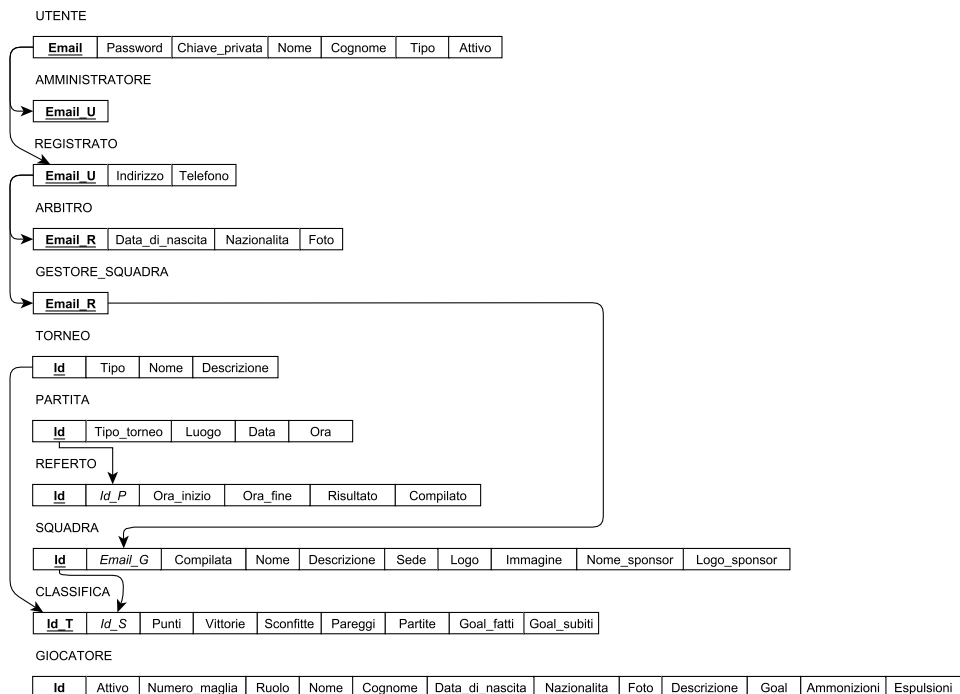 UTENTE
Email Password Chiave_privata Nome Cognome Tipo Attivo
AMMINISTRATORE
Email_U
REGISTRATO
Email_U Indirizzo Telefono
ARBITRO
Email_R Data_di_nascita Nazionalita Foto
GESTORE_SQUADRA
Email_R
TORNEO
Id Tipo Nome Descrizione
PARTITA
Id Tipo_torneo Luogo Data Ora
REFERTO
Id Id_P Ora_inizio Ora_fine Risultato Compilato
SQUADRA
Id Email_G Compilata Nome Descrizione Sede Logo Immagine Nome_sponsor Logo_sponsor
CLASSIFICA
Id_T Id_S Punti Vittorie Sconfitte Pareggi Partite Goal_fatti Goal_subiti
GIOCATORE
Id Attivo Numero_maglia Ruolo Nome Cognome Data_di_nascita Nazionalita Foto Descrizione Goal Ammonizioni Espulsioni